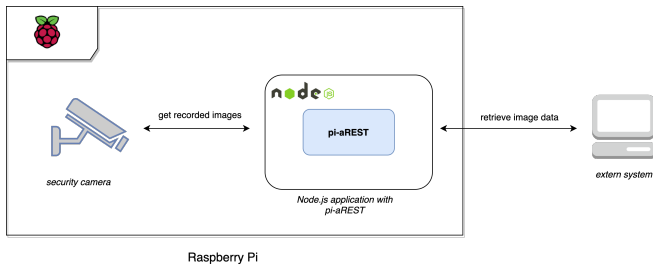 node
JS
get recorded images
pi-aREST
retrieve image data
security camera
extern system
Node.js application with
pi-aREST
Raspberry Pi